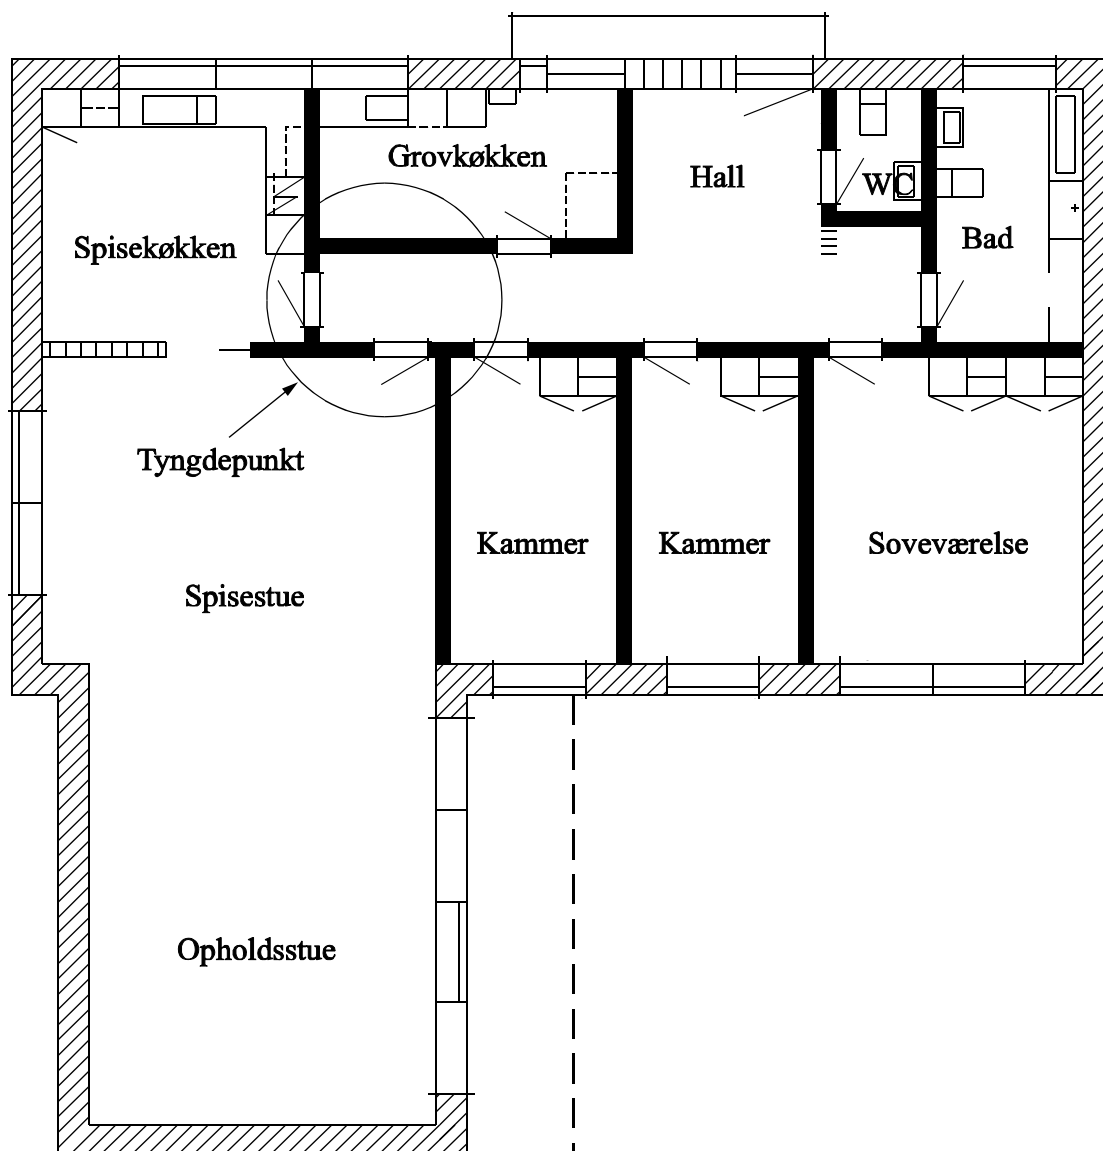 Grovkøkken
Hall
WC
Spisekøkken
Bad
Tyngdepunkt
Kammer
Kammer
Soveværelse
Spisestue
Opholdsstue